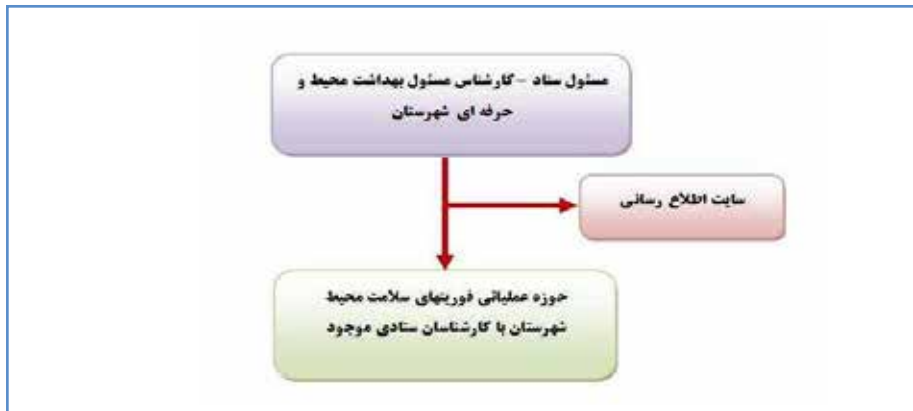 مسئول ستاد – کارشناس مسئول بهداشت محیط و
حرفه ای شهرستان
سایت اطلاع رسانی
حوزه عملیاتی فوریتهای سلامت محیط
شهرستان با کارشناسان ستادی موجود